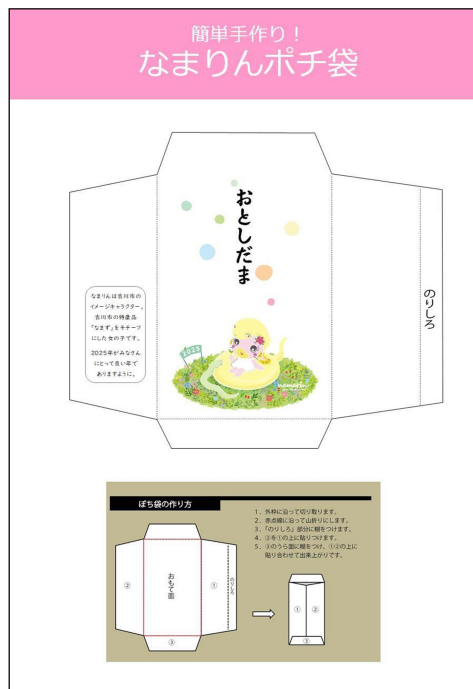 簡単手作り！
なまりんポチ袋
おとしだま
のりしろ
なまりんは吉川市の
イメージキャラクター。
吉川市の特産品
「なまず」をモチーフ
にした女の子です。
2025年がみなさん
にとって良い年で
ありますように。
2025
namarin
ぽち袋の作り方
1．外枠に沿って切り取ります。
2．赤点線に沿って山折りにします。
3．「のりしろ」部分に糊をつけます。
4．②を①の上に貼りつけます。
5．③のうら面に糊をつけ、①②の上に
貼り合わせて出来上がりです。
②
おもて面
①
のりしろ
③
①
②
③